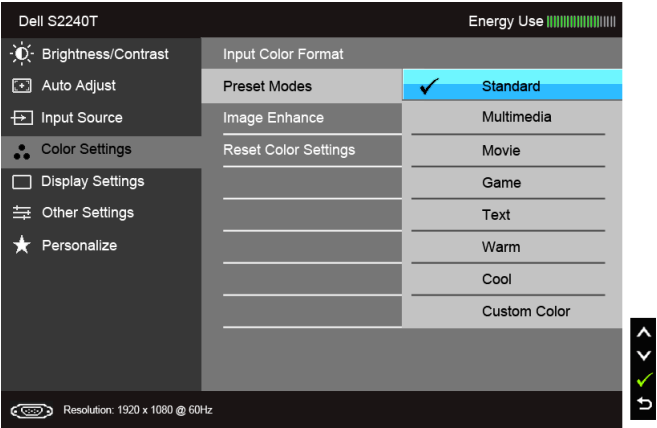 Dell S2240T
Energy Use
Brightness/Contrast
Auto Adjust
Input Source
Color Settings
Display Settings
Other Settings
Personalize
Input Color Format
Preset Modes
Image Enhance
Reset Color Settings
Standard
Multimedia
Movie
Game
Text
Warm
Cool
Custom Color
Resolution: 1920 x 1080 @ 60Hz